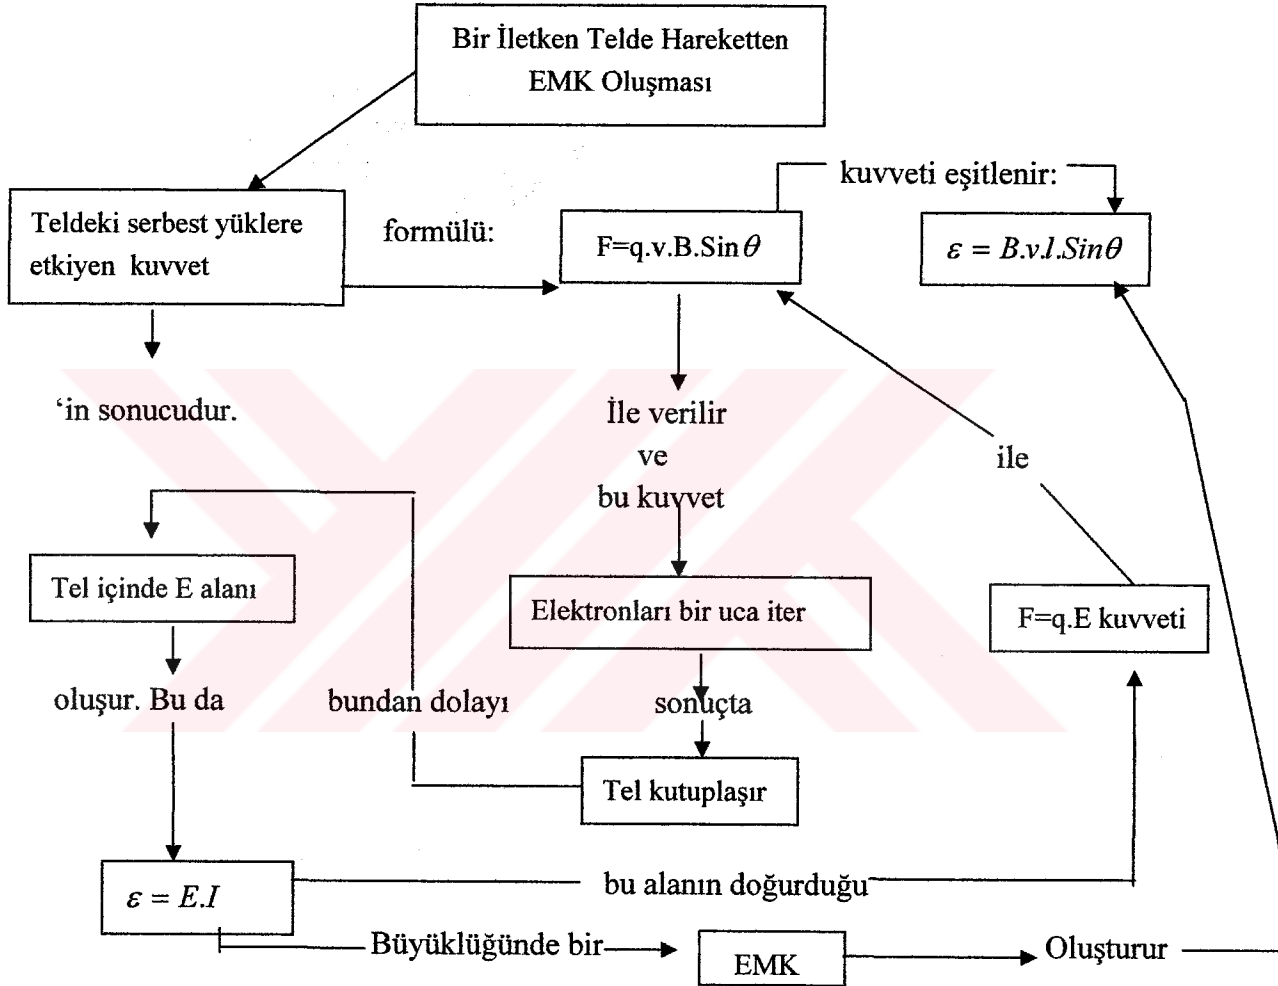 Bir İletken Telde Hareketten
EMK Oluşması
kuvveti eşitlenir:
Teldeki serbest yüklere
etkiyen kuvvet
formülü:
F=q.v.B.Sinθ
ε = B.v.l.Sinθ
‘in sonucudur.
İle verilir
ve
bu kuvvet
ile
Tel içinde E alanı
Elektronları bir uca iter
F=q.E kuvveti
oluşur. Bu da
bundan dolayı
sonuçta
Tel kutuplaşır
ε = E.I
bu alanın doğurduğu
Büyüklüğünde bir
EMK
Oluşturur